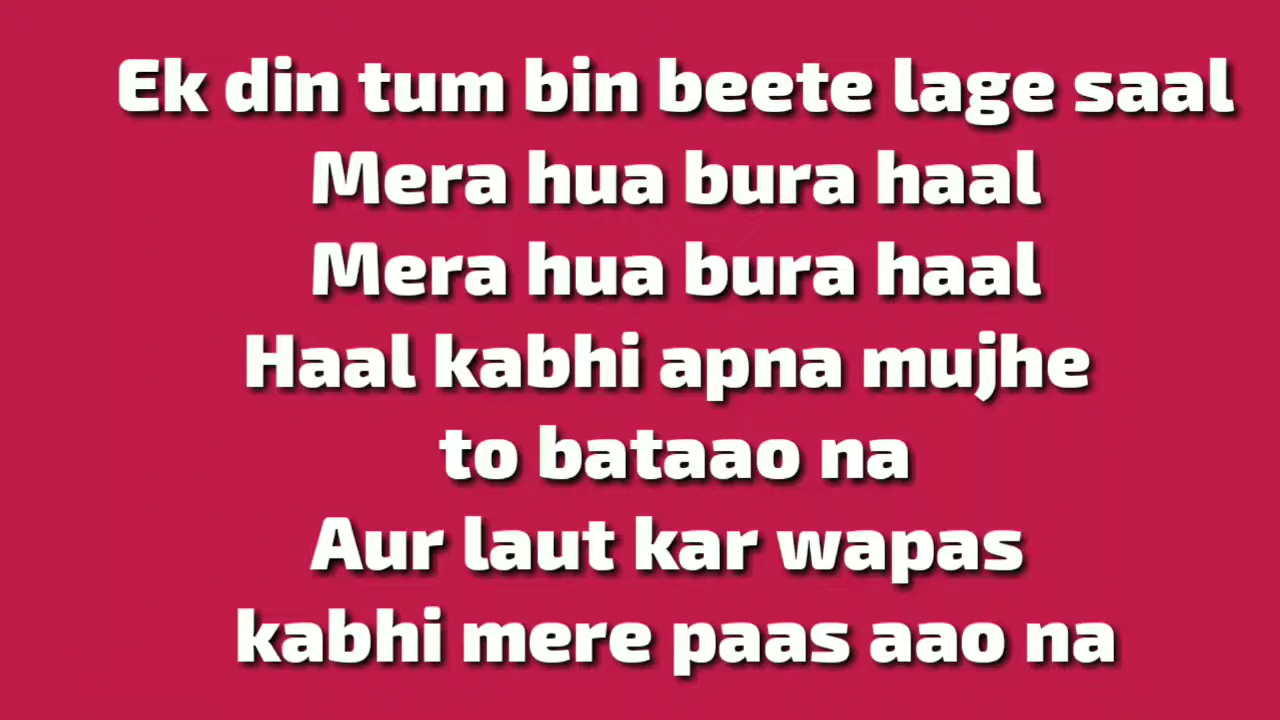 Ek din tum bin beete lage saal
Mera hua bura haal
Mera hua bura haal
Haal kabhi apna mujhe
to bataao na
Aur laut kar wapas
kabhi mere paas aao na